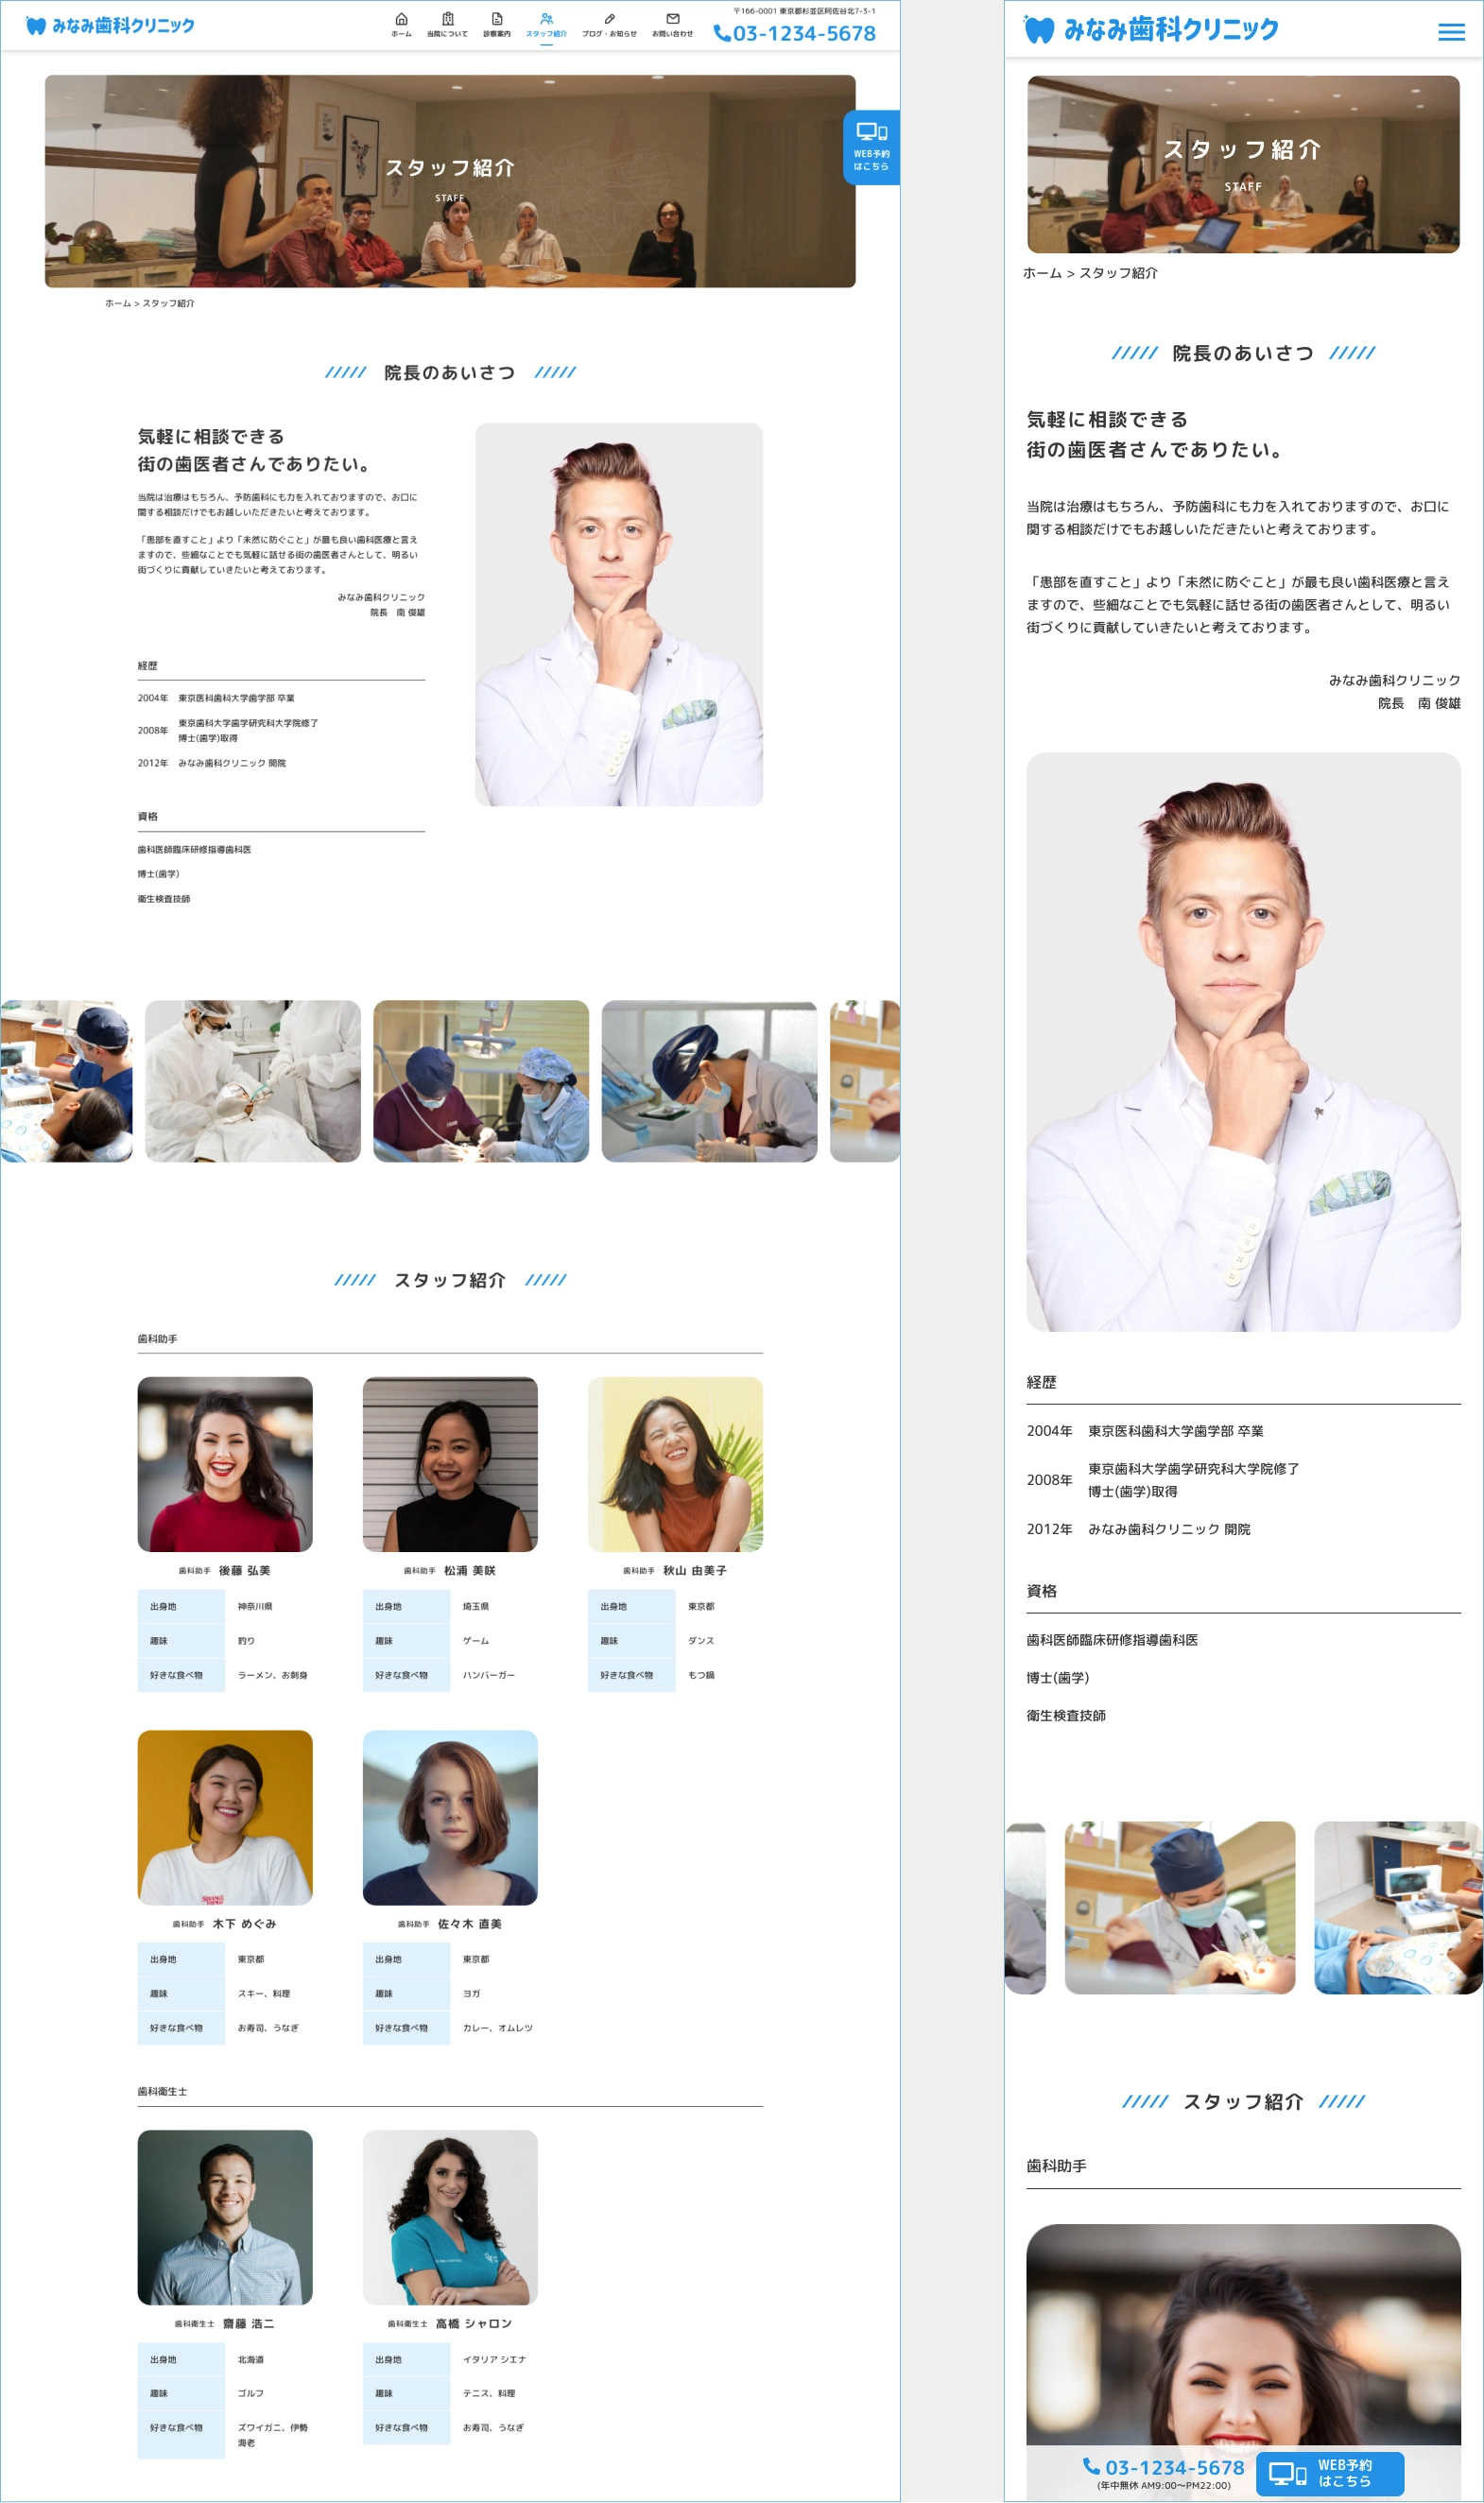 みなみ歯科クリニック
ホーム
当院について
診察案内
スタッフ紹介
ブログ・お知らせ
お問い合わせ
〒166-0001 東京都杉並区阿佐谷北7-3-1
03-1234-5678
スタッフ紹介
STAFF
WEB予約
はこちら
ホーム > スタッフ紹介
院長のあいさつ
気軽に相談できる
街の歯医者さんでありたい。
当院は治療はもちろん、予防歯科にも力を入れておりますので、お口に
関する相談だけでもお越しいただきたいと考えております。
「患部を直すこと」より「未然に防ぐこと」が最も良い歯科医療と言え
ますので、些細なことでも気軽に話せる街の歯医者さんとして、明るい
街づくりに貢献していきたいと考えております。
みなみ歯科クリニック
院長　南 俊雄
経歴
2004年 東京医科歯科大学歯学部 卒業
2008年 東京歯科大学歯学研究科大学院修了
博士(歯学)取得
2012年 みなみ歯科クリニック 開院
資格
歯科医師臨床研修指導歯科医
博士(歯学)
衛生検査技師
スタッフ紹介
歯科助手
歯科助手 後藤 弘美
出身地 神奈川県
趣味 釣り
好きな食べ物 ラーメン、お刺身
歯科助手 松浦 美咲
出身地 埼玉県
趣味 ゲーム
好きな食べ物 ハンバーガー
歯科助手 秋山 由美子
出身地 東京都
趣味 ダンス
好きな食べ物 もつ鍋
歯科助手 木下 めぐみ
出身地 東京都
趣味 スキー、料理
好きな食べ物 お寿司、うなぎ
歯科助手 佐々木 直美
出身地 東京都
趣味 ヨガ
好きな食べ物 カレー、オムレツ
歯科衛生士
歯科衛生士 齋藤 浩二
出身地 北海道
趣味 ゴルフ
好きな食べ物 ズワイガニ、伊勢
海老
歯科衛生士 高橋 シャロン
出身地 イタリア シエナ
趣味 テニス、料理
好きな食べ物 お寿司、うなぎ
みなみ歯科クリニック
スタッフ紹介
STAFF
ホーム > スタッフ紹介
院長のあいさつ
気軽に相談できる
街の歯医者さんでありたい。
当院は治療はもちろん、予防歯科にも力を入れておりますので、お口に
関する相談だけでもお越しいただきたいと考えております。
「患部を直すこと」より「未然に防ぐこと」が最も良い歯科医療と言え
ますので、些細なことでも気軽に話せる街の歯医者さんとして、明るい
街づくりに貢献していきたいと考えております。
みなみ歯科クリニック
院長　南 俊雄
経歴
2004年 東京医科歯科大学歯学部 卒業
2008年 東京歯科大学歯学研究科大学院修了
博士(歯学)取得
2012年 みなみ歯科クリニック 開院
資格
歯科医師臨床研修指導歯科医
博士(歯学)
衛生検査技師
スタッフ紹介
歯科助手
03-1234-5678
(年中無休 AM9:00〜PM22:00)
WEB予約
はこちら